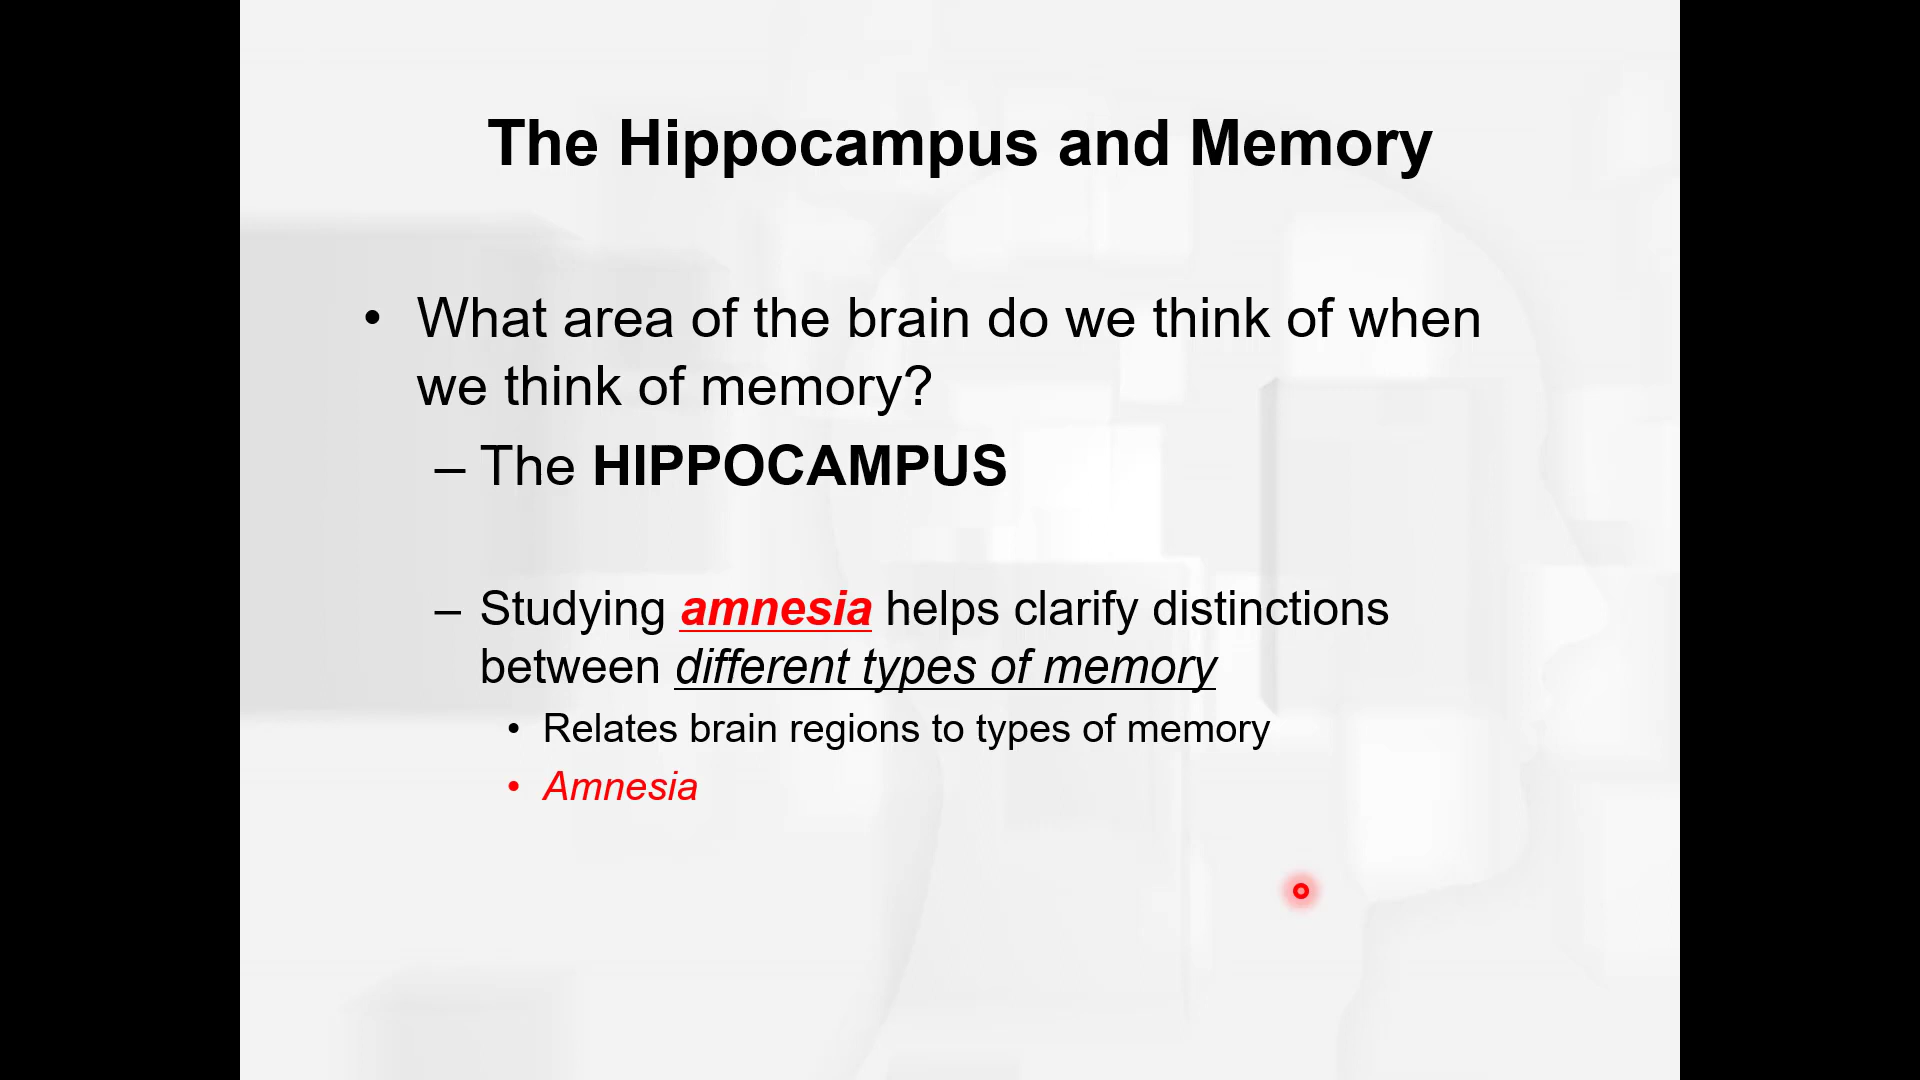 The Hippocampus and Memory
• What area of the brain do we think of when
we think of memory?
– The HIPPOCAMPUS
– Studying amnesia helps clarify distinctions
between different types of memory
• Relates brain regions to types of memory
• Amnesia